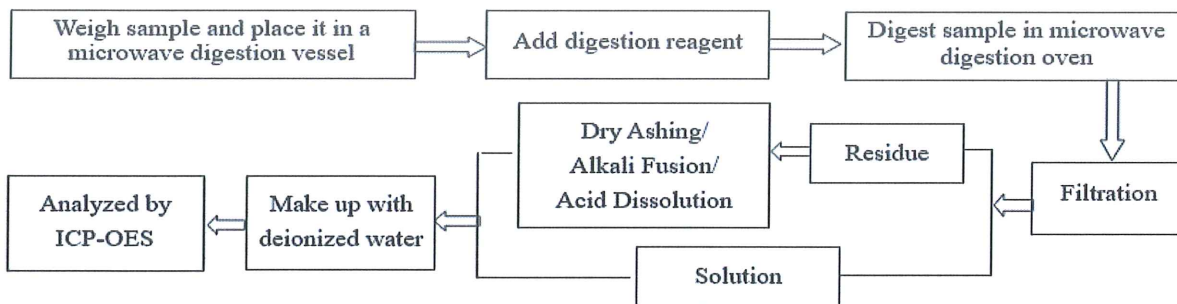 Weigh sample and place it in a
microwave digestion vessel
Add digestion reagent
Digest sample in microwave
digestion oven
Dry Ashing/
Alkali Fusion/
Acid Dissolution
Residue
Filtration
Analyzed by
ICP-OES
Make up with
deionized water
Solution